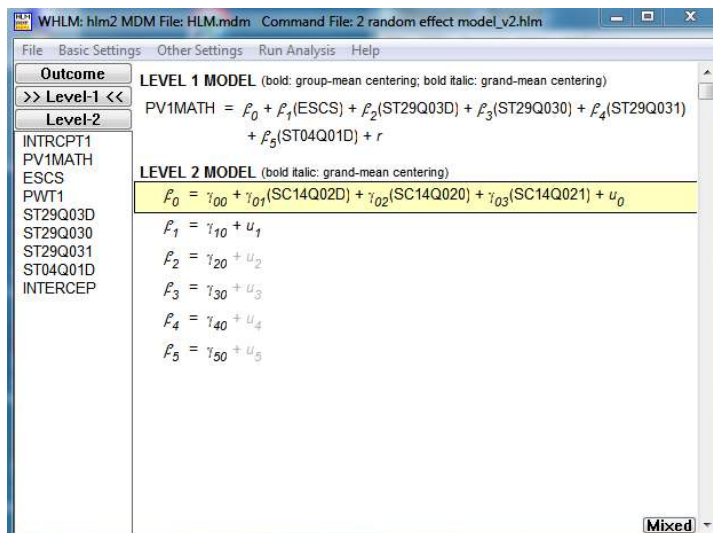 WHLM: hlm2 MDM File: HLM.mdm Command File: 2 random effect model_v2.hlm
File Basic Settings Other Settings Run Analysis Help
Outcome
>> Level-1 <<
Level-2
INTRCPT1
PV1MATH
ESCS
PWT1
ST29Q03D
ST29Q030
ST29Q031
ST04Q01D
INTERCEP
LEVEL 1 MODEL (bold: group-mean centering; bold italic: grand-mean centering)
PV1MATH = β0 + β1(ESCS) + β2(ST29Q03D) + β3(ST29Q030) + β4(ST29Q031)
+ β5(ST04Q01D) + r
LEVEL 2 MODEL (bold italic: grand-mean centering)
β0 = γ00 + γ01(SC14Q02D) + γ02(SC14Q020) + γ03(SC14Q021) + u0
β1 = γ10 + u1
β2 = γ20 + u2
β3 = γ30 + u3
β4 = γ40 + u4
β5 = γ50 + u5
Mixed